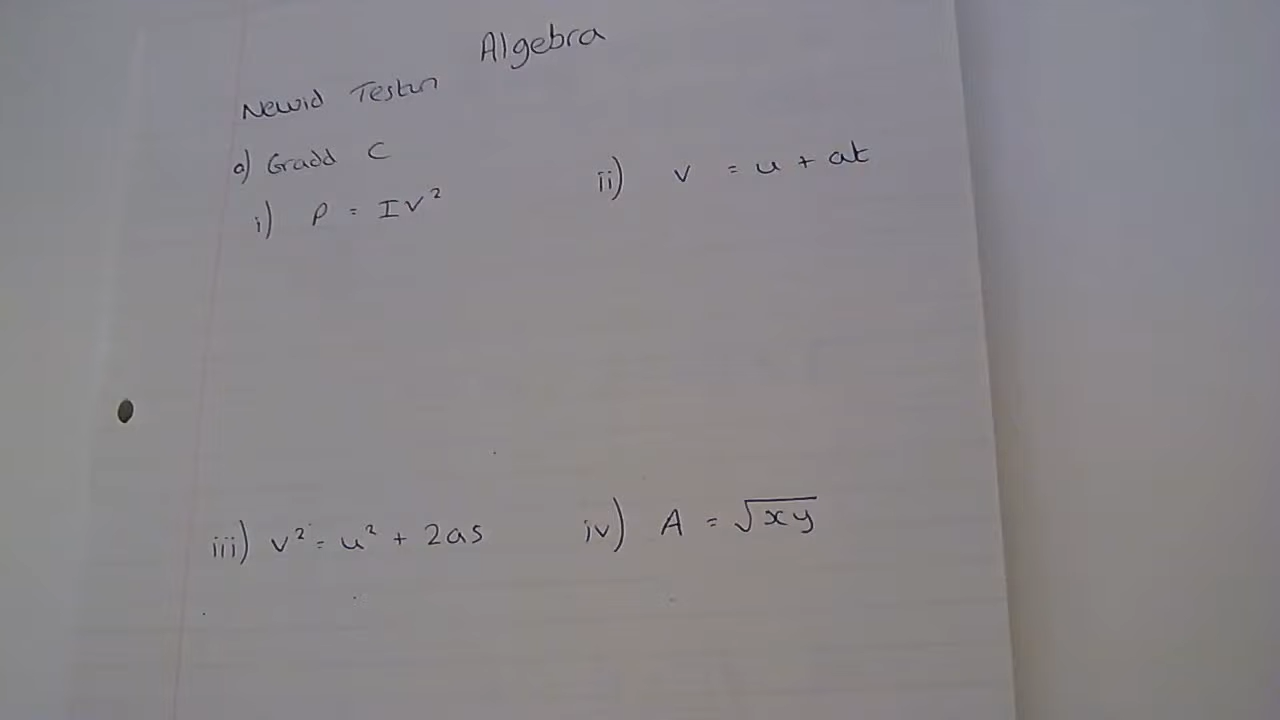 Algebra
Newid Testun
a) Gradd C
i) P = IV²
ii) v = u + at
iii) v² = u² + 2as
iv) A = √xy